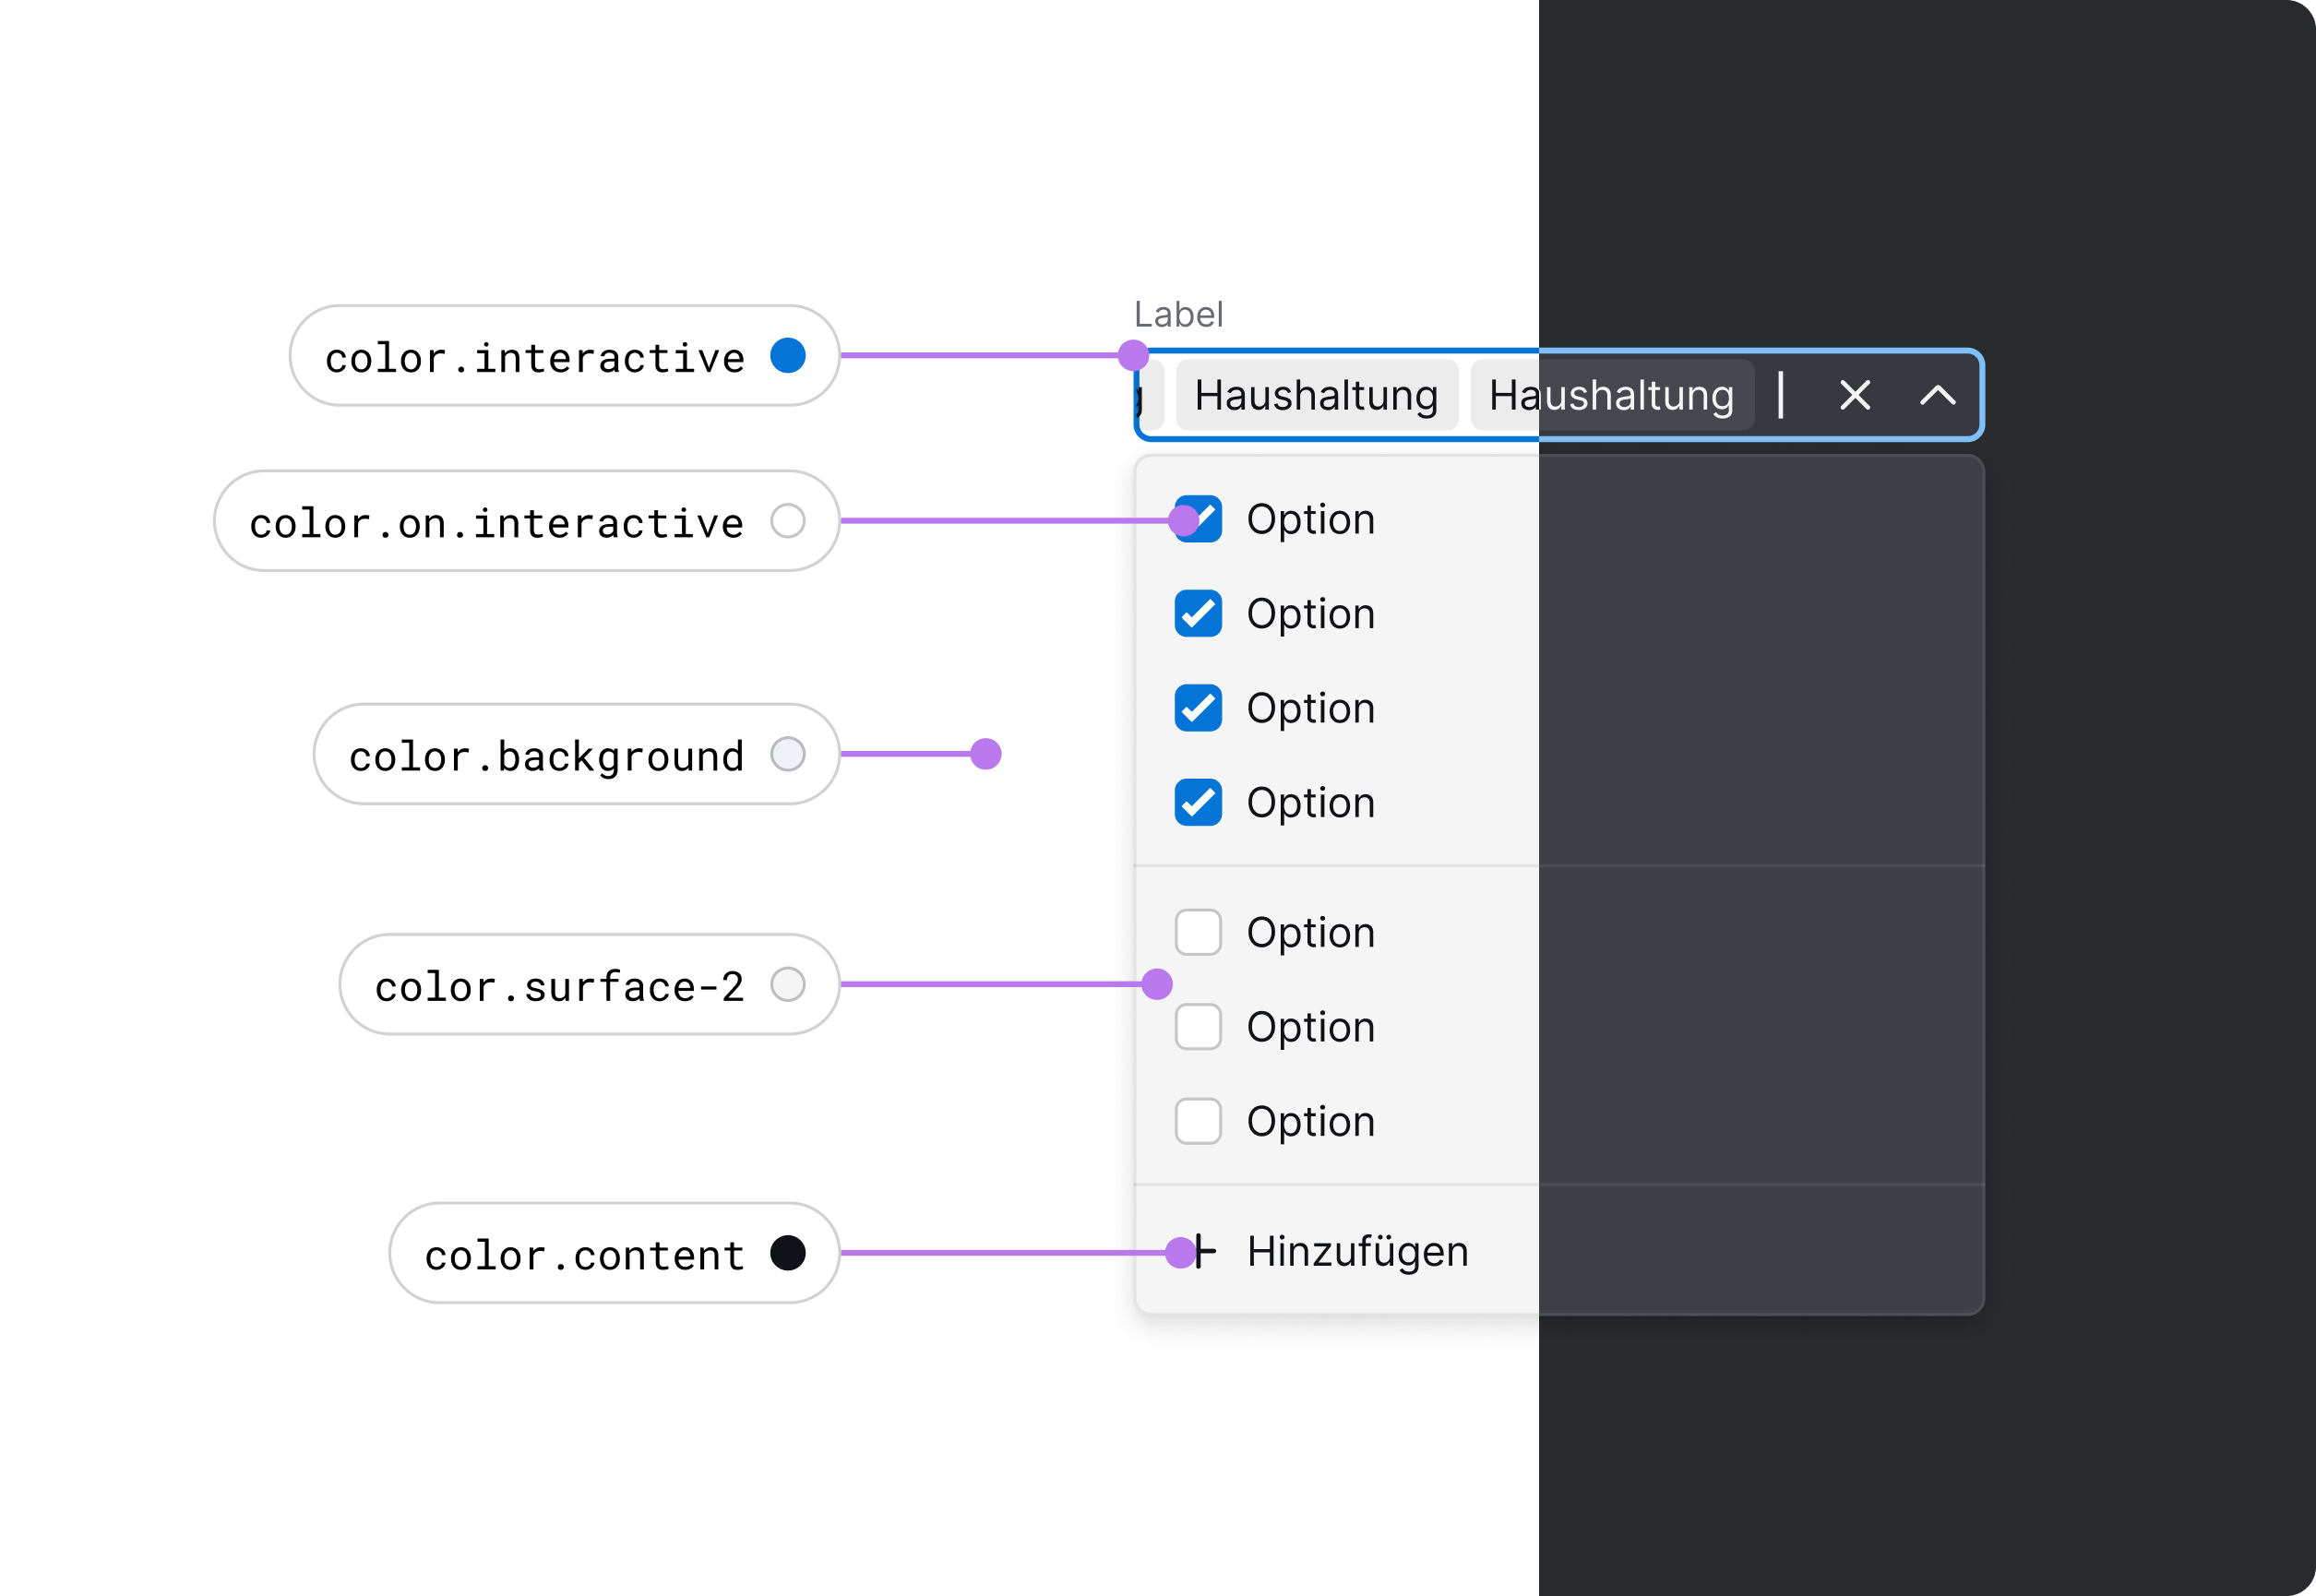 Label
color.interactive
Haushaltung Haushaltung
color.on.interactive
Option
Option
Option
color.background
Option
Option
color.surface-2
Option
Option
color.content
Hinzufügen